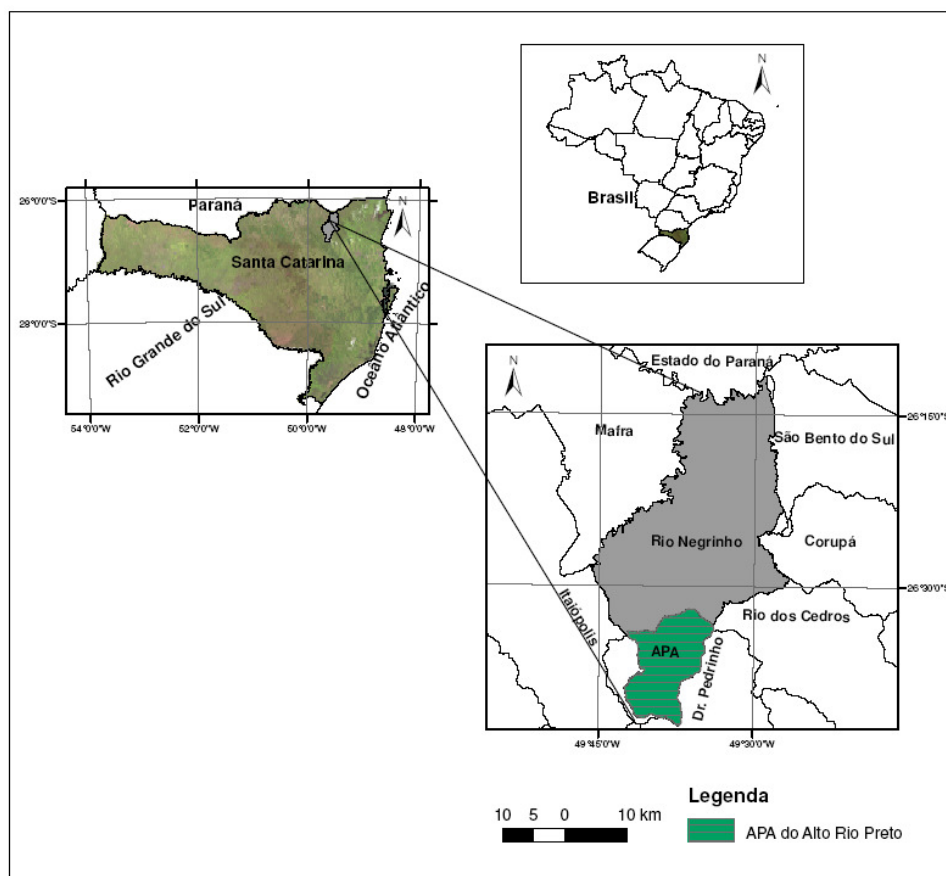 N
Brasil
26°0'0"S
Paraná
N
Santa Catarina
28°0'0"S
Rio Grande do Sul
Oceano Atlântico
54°0'0"W
52°0'0"W
50°0'0"W
48°0'0"W
N
Estado do Paraná
26°15'0"S
Mafra
São Bento do Sul
Rio Negrinho
Corupá
26°30'0"S
Itaiópolis
Rio dos Cedros
APA
Dr. Pedrinho
49°45'0"W
49°30'0"W
10 5 0 10 km
Legenda
APA do Alto Rio Preto